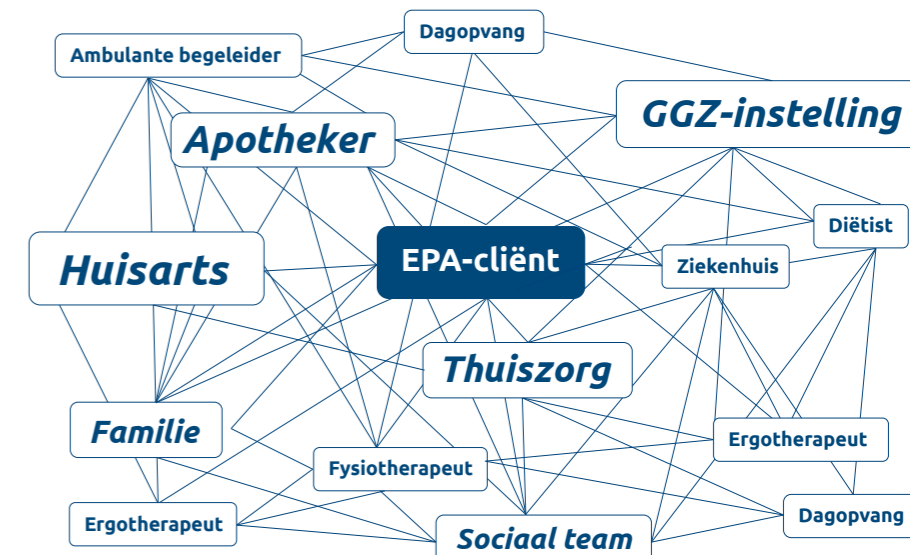 Dagopvang
Ambulante begeleider
GGZ-instelling
Apotheker
Diëtist
EPA-cliënt
Ziekenhuis
Huisarts
Thuiszorg
Familie
Ergotherapeut
Fysiotherapeut
Dagopvang
Ergotherapeut
Sociaal team